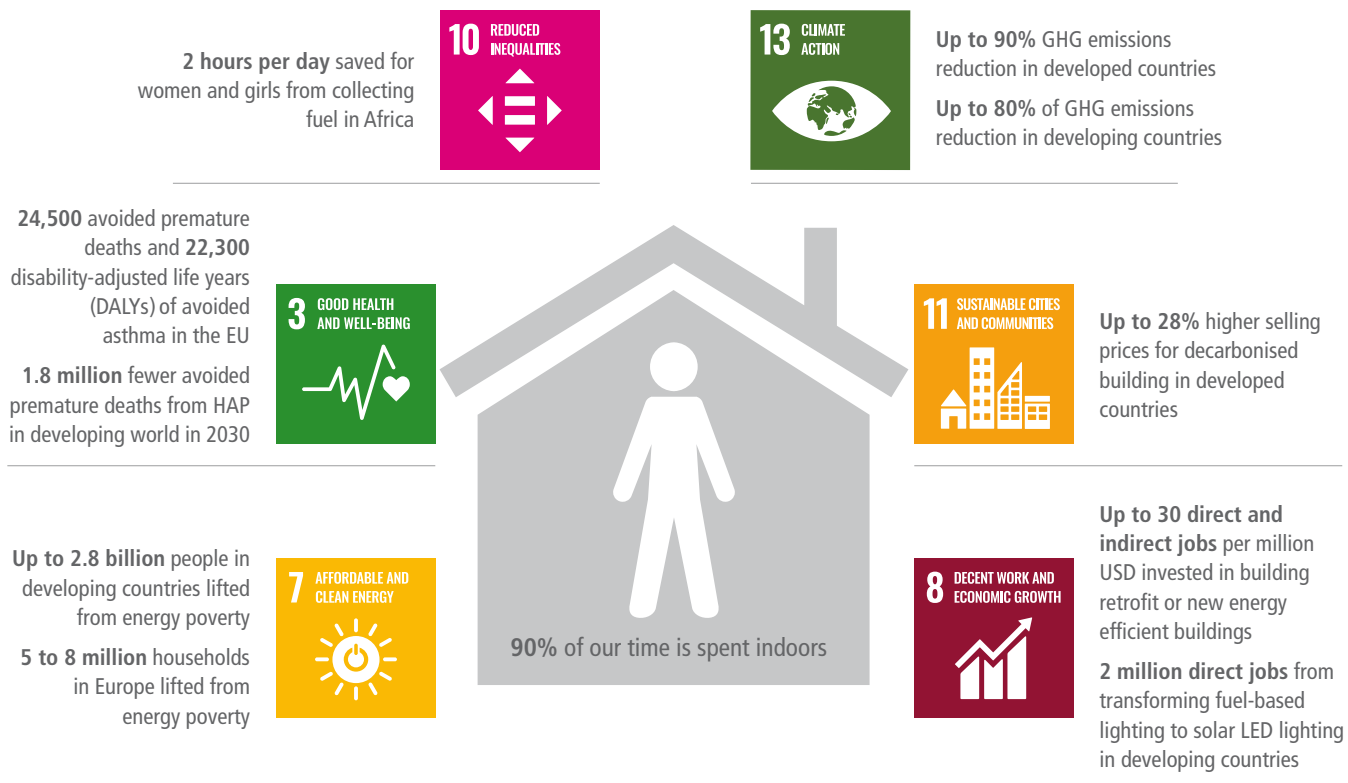 2 hours per day saved for
women and girls from collecting
fuel in Africa
10 REDUCED
INEQUALITIES
13 CLIMATE
ACTION
Up to 90% GHG emissions
reduction in developed countries
Up to 80% of GHG emissions
reduction in developing countries
24,500 avoided premature
deaths and 22,300
disability-adjusted life years
(DALYs) of avoided
asthma in the EU
1.8 million fewer avoided
premature deaths from HAP
in developing world in 2030
3 GOOD HEALTH
AND WELL-BEING
11 SUSTAINABLE CITIES
AND COMMUNITIES
Up to 28% higher selling
prices for decarbonised
building in developed
countries
Up to 2.8 billion people in
developing countries lifted
from energy poverty
5 to 8 million households
in Europe lifted from
energy poverty
7 AFFORDABLE AND
CLEAN ENERGY
90% of our time is spent indoors
8 DECENT WORK AND
ECONOMIC GROWTH
Up to 30 direct and
indirect jobs per million
USD invested in building
retrofit or new energy
efficient buildings
2 million direct jobs from
transforming fuel-based
lighting to solar LED lighting
in developing countries